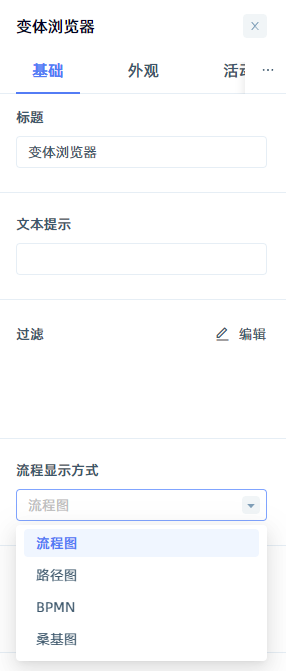 变体浏览器
X
基础 外观 活动 ...
标题
变体浏览器
文本提示
过滤 编辑
流程显示方式
流程图
流程图
路径图
BPMN
桑基图